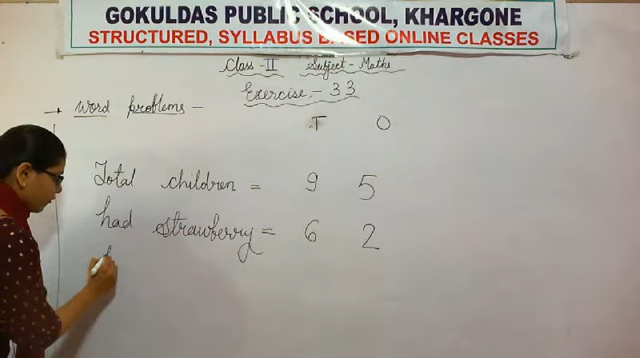 GOKULDAS PUBLIC SCHOOL, KHARGONE
STRUCTURED, SYLLABUS BASED ONLINE CLASSES
Class - II Subject - Maths
Exercise - 33
→ Word problems -
T O
Total children = 9 5
had strawberry = 6 2